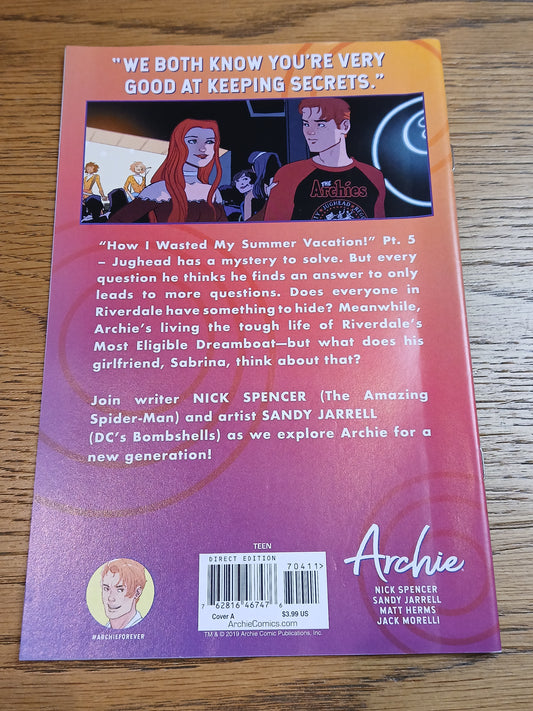 "WE BOTH KNOW YOU'RE VERY
GOOD AT KEEPING SECRETS."
THE
Archies
JUGHEAD
"How I Wasted My Summer Vacation!" Pt. 5
– Jughead has a mystery to solve. But every
question he thinks he finds an answer to only
leads to more questions. Does everyone in
Riverdale have something to hide? Meanwhile,
Archie's living the tough life of Riverdale's
Most Eligible Dreamboat—but what does his
girlfriend, Sabrina, think about that?
Join writer NICK SPENCER (The Amazing
Spider-Man) and artist SANDY JARRELL
(DC's Bombshells) as we explore Archie for a
new generation!
TEEN
DIRECT EDITION
70411>
7 62816 46747 6
Cover A $3.99 US
ArchieComics.com
TM & © 2019 Archie Comic Publications, Inc.
#ARCHIEFOREVER
Archie
NICK SPENCER
SANDY JARRELL
MATT HERMS
JACK MORELLI